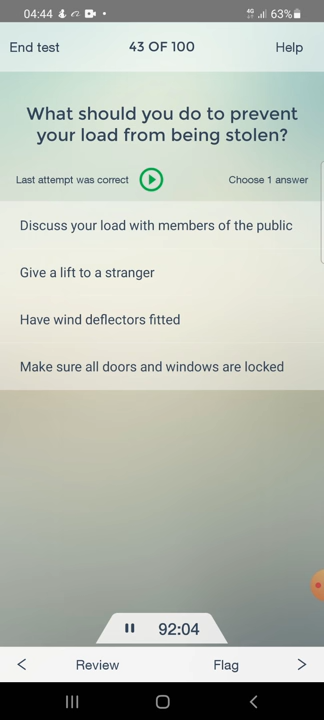 04:44
4G 63%
End test
43 OF 100
Help
What should you do to prevent
your load from being stolen?
Last attempt was correct
Choose 1 answer
Discuss your load with members of the public
Give a lift to a stranger
Have wind deflectors fitted
Make sure all doors and windows are locked
92:04
Review
Flag